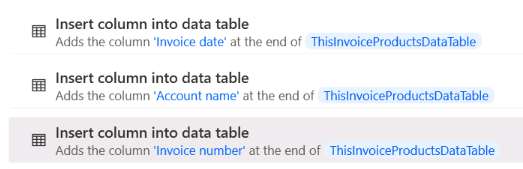 Insert column into data table
Adds the column 'Invoice date' at the end of ThisInvoiceProductsDataTable
Insert column into data table
Adds the column 'Account name' at the end of ThisInvoiceProductsDataTable
Insert column into data table
Adds the column 'Invoice number' at the end of ThisInvoiceProductsDataTable